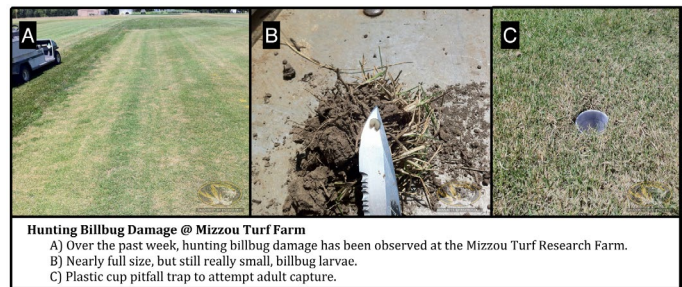 A
B
C
Hunting Billbug Damage @ Mizzou Turf Farm
A) Over the past week, hunting billbug damage has been observed at the Mizzou Turf Research Farm.
B) Nearly full size, but still really small, billbug larvae.
C) Plastic cup pitfall trap to attempt adult capture.